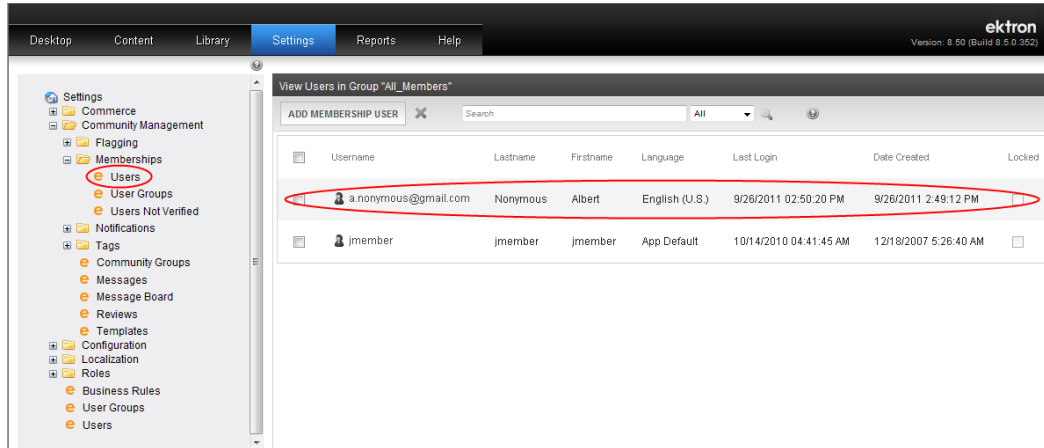 ektron
Desktop Content Library Settings Reports Help
Version: 8.50 (Build 8.5.0.352)
Settings
Commerce
Community Management
Flagging
Memberships
Users
User Groups
Users Not Verified
Notifications
Tags
Community Groups
Messages
Message Board
Reviews
Templates
Configuration
Localization
Roles
Business Rules
User Groups
Users
View Users in Group "All_Members"
ADD MEMBERSHIP USER Search All
Username Lastname Firstname Language Last Login Date Created Locked
a.nonymous@gmail.com Nonymous Albert English (U.S.) 9/26/2011 02:50:20 PM 9/26/2011 2:49:12 PM
jmember jmember jmember App Default 10/14/2010 04:41:45 AM 12/18/2007 5:26:40 AM